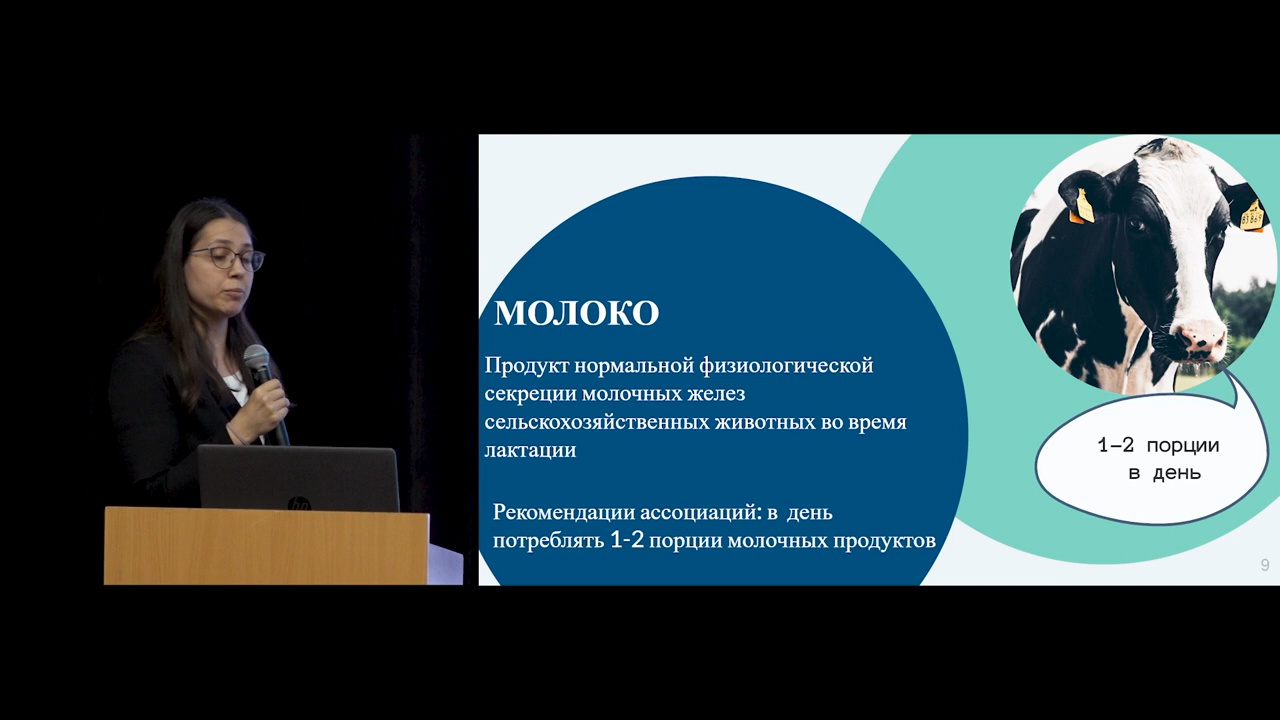 МОЛОКО
Продукт нормальной физиологической
секреции молочных желез
сельскохозяйственных животных во время
лактации
Рекомендации ассоциаций: в  день
потреблять 1-2 порции молочных продуктов
1–2 порции
в день
9
hp